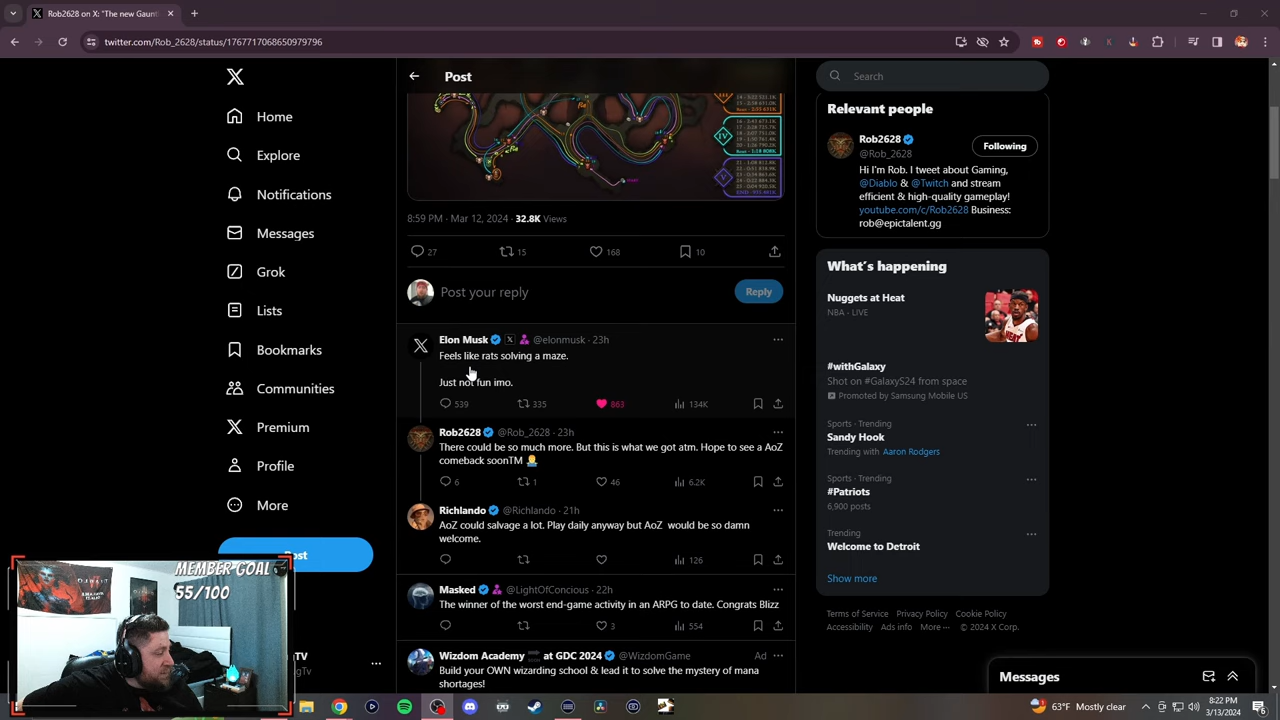 Rob2628 on X: "The new Gaunt
twitter.com/Rob_2628/status/1767717068650979796
Home
Explore
Notifications
Messages
Grok
Lists
Bookmarks
Communities
Premium
Profile
More
Post
MEMBER GOAL
55/100
Post
8:59 PM · Mar 12, 2024 · 32.8K Views
27 15 168 10
Post your reply
Reply
Elon Musk @elonmusk · 23h
Feels like rats solving a maze.
Just not fun imo.
539 335 863 134K
Rob2628 @Rob_2628 · 23h
There could be so much more. But this is what we got atm. Hope to see a AoZ
comeback soonTM
6 1 46 6.2K
Richlando @Richlando · 21h
AoZ could salvage a lot. Play daily anyway but AoZ would be so damn
welcome.
126
Masked @LightOfConcious · 22h
The winner of the worst end-game activity in an ARPG to date. Congrats Blizz
3 554
Wizdom Academy at GDC 2024 @WizdomGame Ad
Build your OWN wizarding school & lead it to solve the mystery of mana
shortages!
Search
Relevant people
Rob2628
@Rob_2628
Following
Hi I'm Rob. I tweet about Gaming,
@Diablo & @Twitch and stream
efficient & high-quality gameplay!
youtube.com/c/Rob2628 Business:
rob@epictalent.gg
What's happening
Nuggets at Heat
NBA · LIVE
#withGalaxy
Shot on #GalaxyS24 from space
Promoted by Samsung Mobile US
Sports · Trending
Sandy Hook
Trending with Aaron Rodgers
Sports · Trending
#Patriots
6,900 posts
Trending
Welcome to Detroit
Show more
Terms of Service Privacy Policy Cookie Policy
Accessibility Ads info More ··· © 2024 X Corp.
Messages
63°F Mostly clear
8:22 PM
3/13/2024